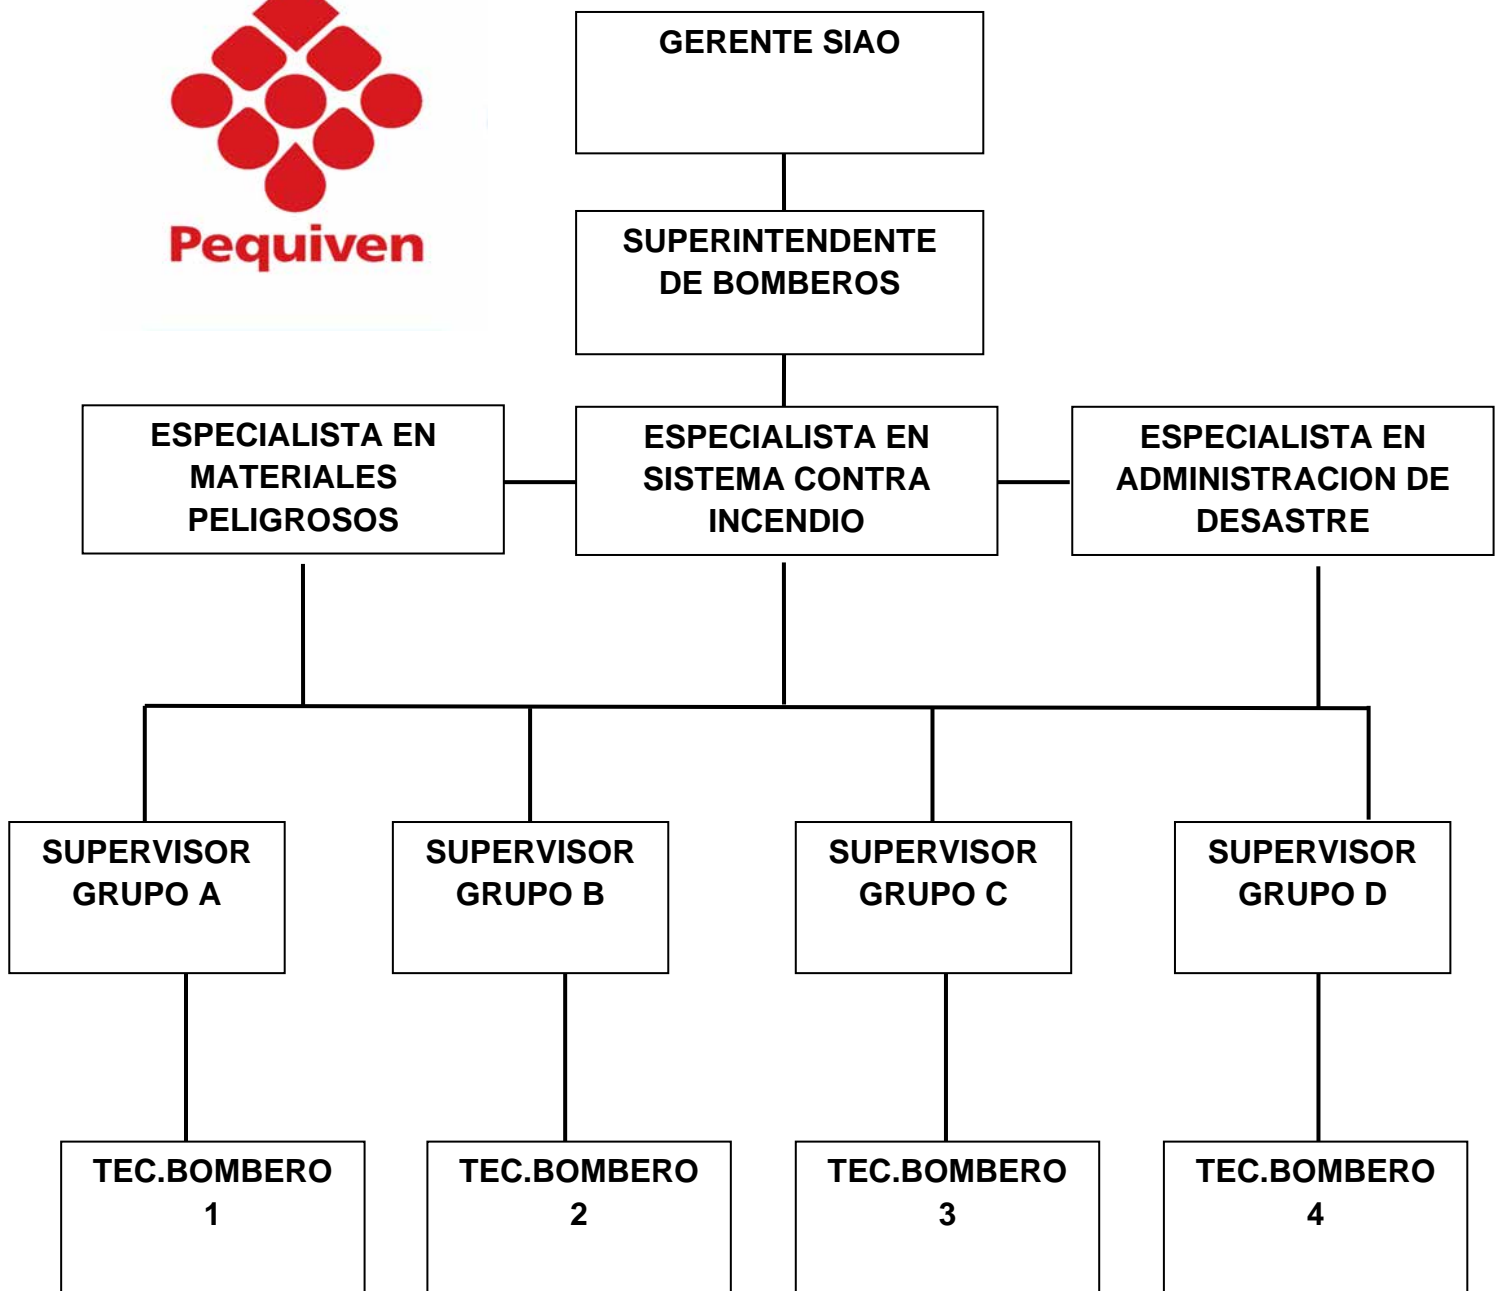 GERENTE SIAO
Pequiven
SUPERINTENDENTE
DE BOMBEROS
ESPECIALISTA EN
MATERIALES
PELIGROSOS
ESPECIALISTA EN
SISTEMA CONTRA
INCENDIO
ESPECIALISTA EN
ADMINISTRACION DE
DESASTRE
SUPERVISOR
GRUPO A
SUPERVISOR
GRUPO B
SUPERVISOR
GRUPO C
SUPERVISOR
GRUPO D
TEC.BOMBERO
1
TEC.BOMBERO
2
TEC.BOMBERO
3
TEC.BOMBERO
4